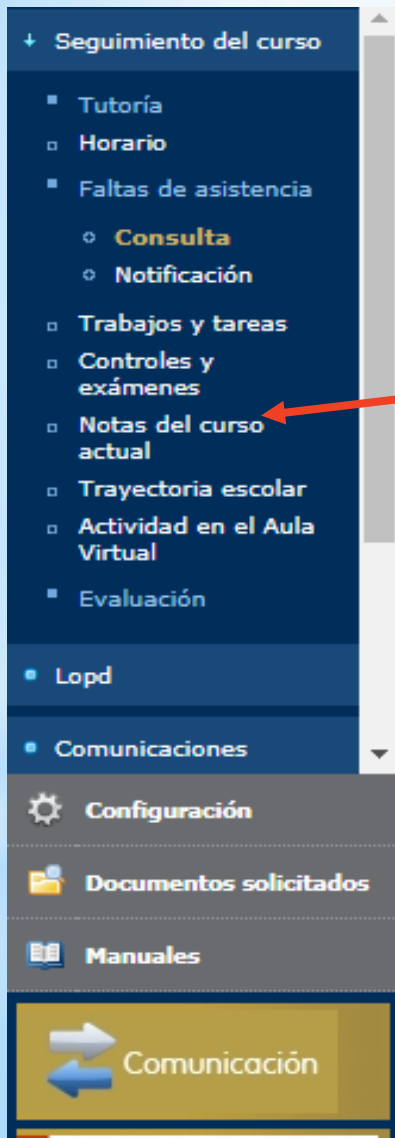 Seguimiento del curso
Tutoría
Horario
Faltas de asistencia
Consulta
Notificación
Trabajos y tareas
Controles y
exámenes
Notas del curso
actual
Trayectoria escolar
Actividad en el Aula
Virtual
Evaluación
Lopd
Comunicaciones
Configuración
Documentos solicitados
Manuales
Comunicación